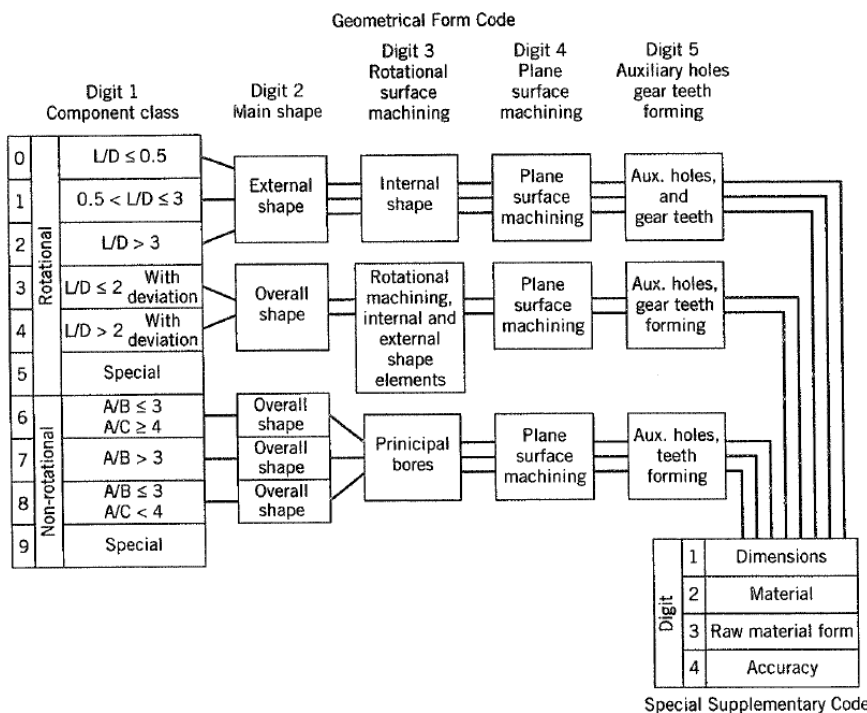 Geometrical Form Code
Digit 1
Component class
Digit 2
Main shape
Digit 3
Rotational
surface
machining
Digit 4
Plane
surface
machining
Digit 5
Auxiliary holes
gear teeth
forming
Rotational
0
L/D ≤ 0.5
1
0.5 < L/D ≤ 3
2
L/D > 3
3
L/D ≤ 2 With
deviation
4
L/D > 2 With
deviation
5
Special
External
shape
Internal
shape
Plane
surface
machining
Aux. holes,
and
gear teeth
Overall
shape
Rotational
machining,
internal and
external
shape
elements
Plane
surface
machining
Aux. holes,
gear teeth
forming
Non-rotational
6
A/B ≤ 3
A/C ≥ 4
7
A/B > 3
8
A/B ≤ 3
A/C < 4
9
Special
Overall
shape
Overall
shape
Overall
shape
Prinicipal
bores
Plane
surface
machining
Aux. holes,
teeth
forming
Digit
1 Dimensions
2 Material
3 Raw material form
4 Accuracy
Special Supplementary Code